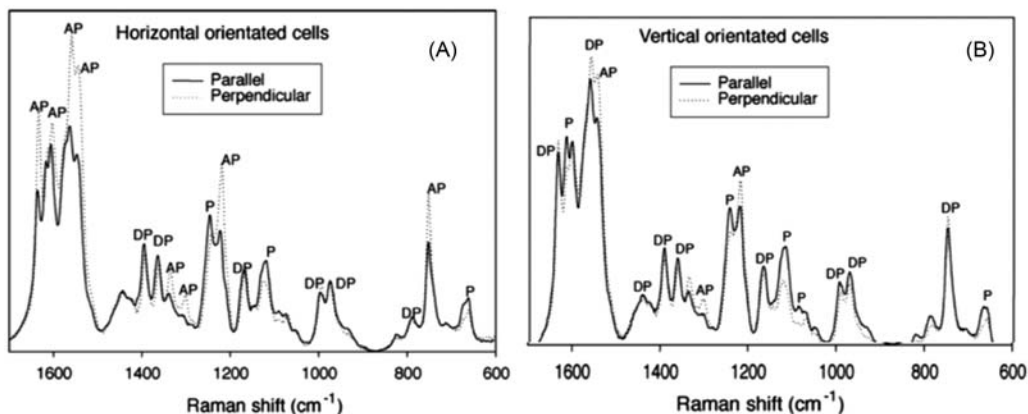 Horizontal orientated cells
(A)
Parallel
Perpendicular
AP
AP
AP
AP
DP
DP
AP
AP
P
AP
DP
P
DP
DP
DP
AP
P
1600
1400
1200
1000
800
600
Raman shift (cm-1)
Vertical orientated cells
(B)
Parallel
Perpendicular
DP
AP
P
DP
DP
DP
DP
AP
P
AP
DP
P
P
DP
DP
DP
P
1600
1400
1200
1000
800
600
Raman shift (cm-1)